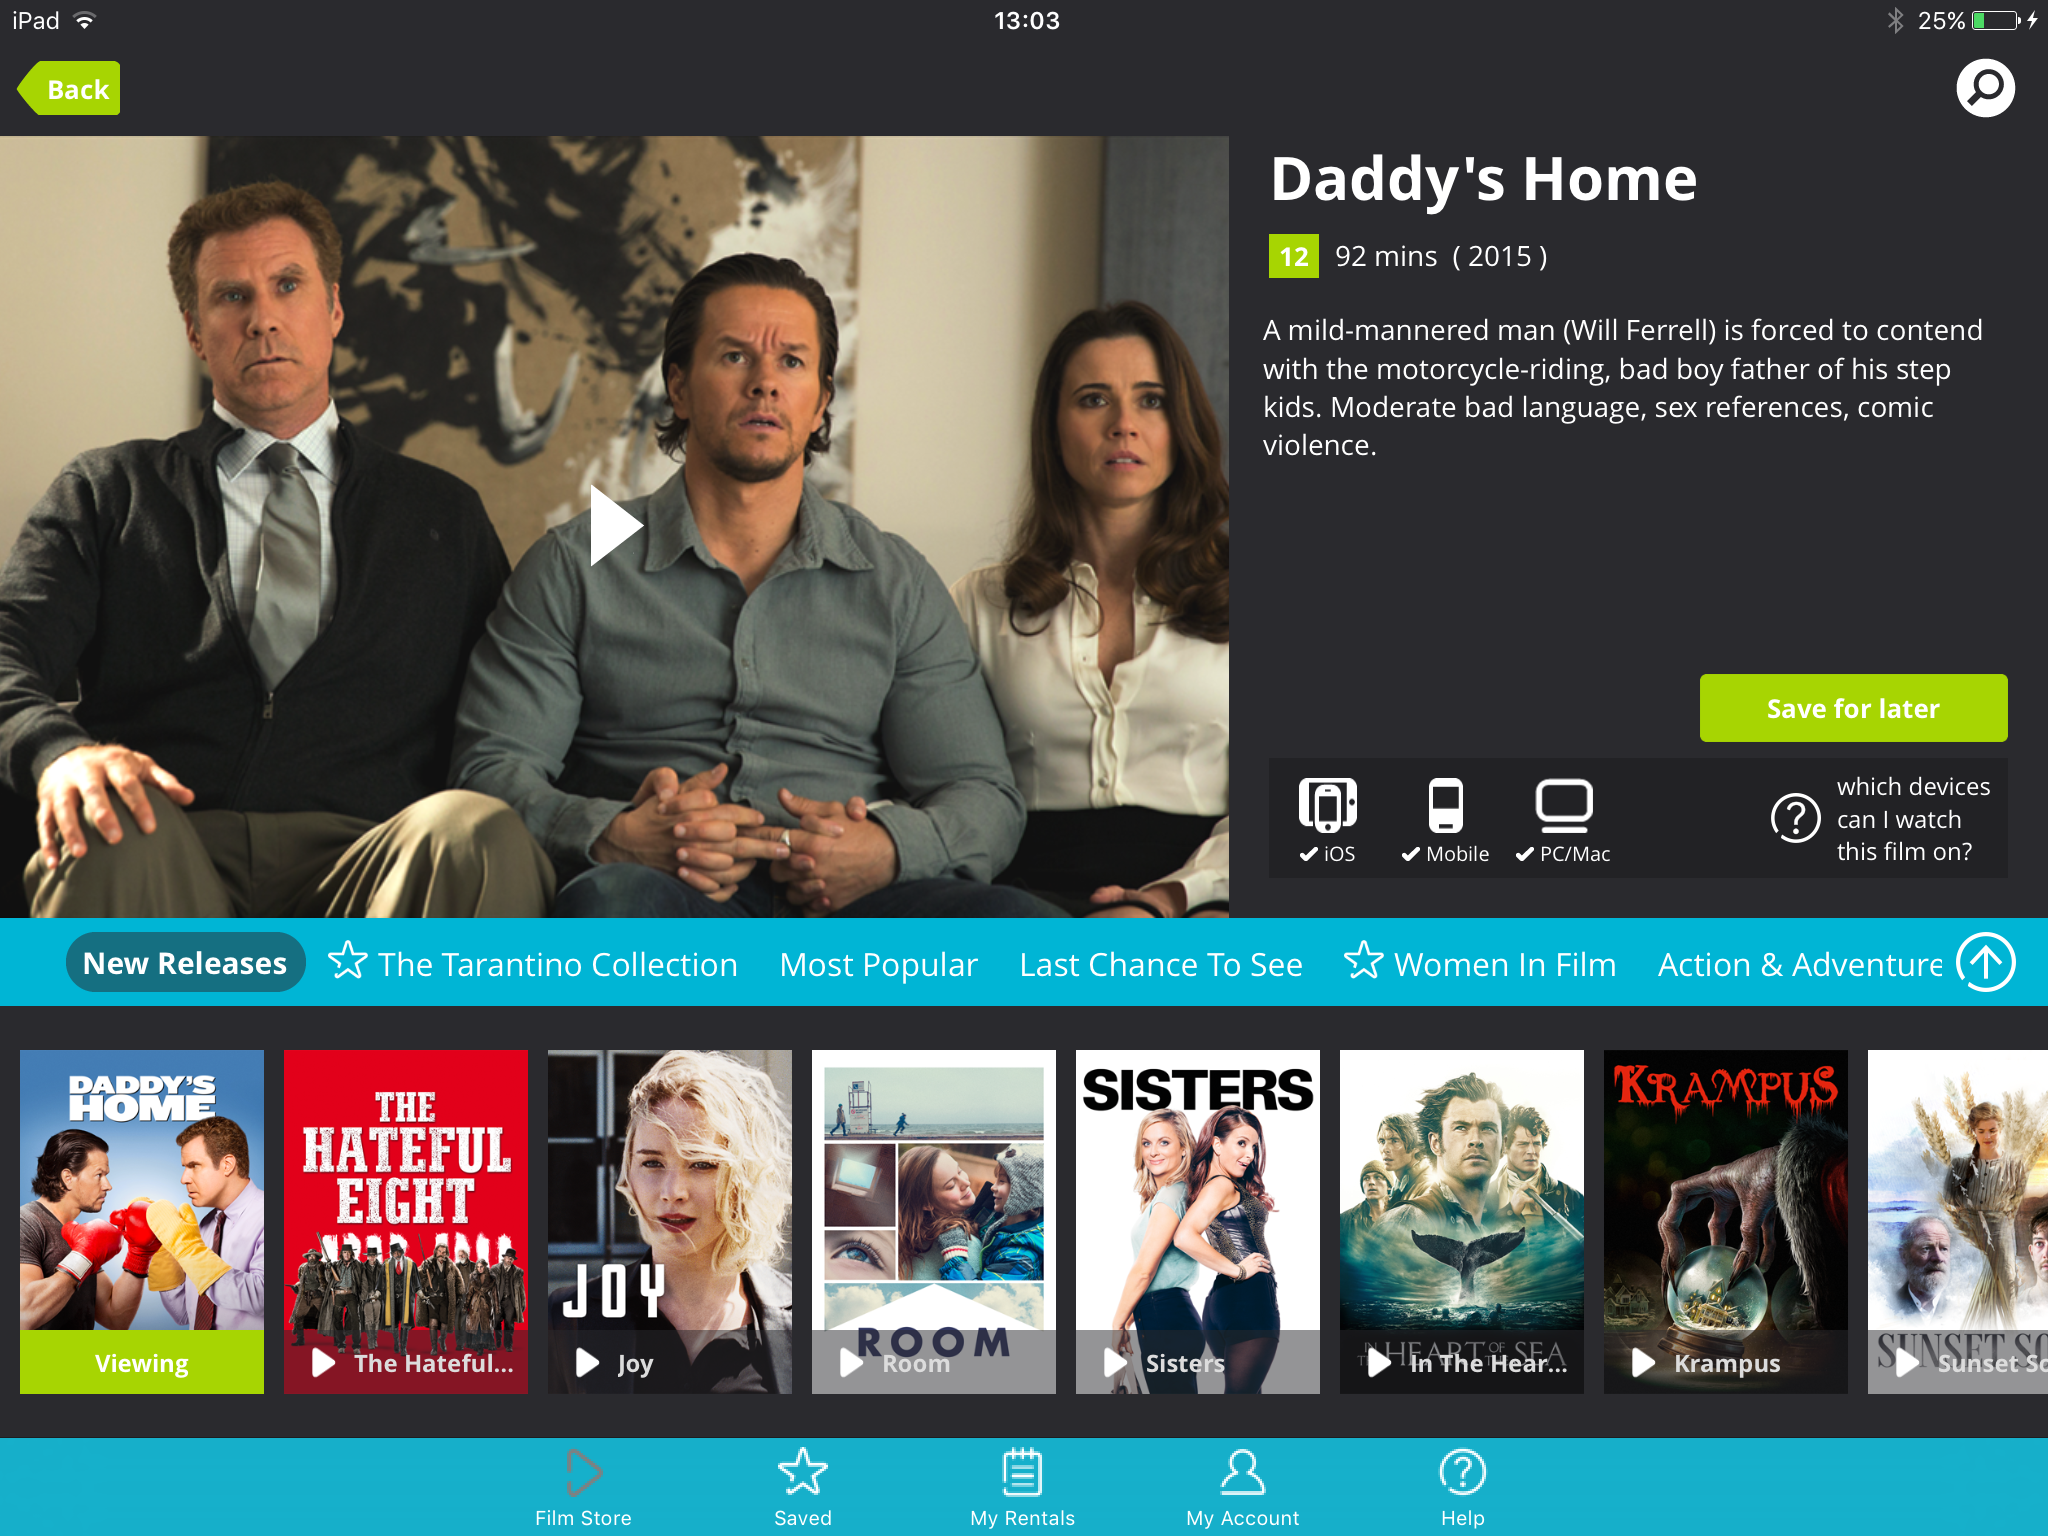 iPad
13:03
25%
Back
Daddy's Home
12 92 mins ( 2015 )
A mild-mannered man (Will Ferrell) is forced to contend
with the motorcycle-riding, bad boy father of his step
kids. Moderate bad language, sex references, comic
violence.
Save for later
iOS
Mobile
PC/Mac
which devices
can I watch
this film on?
New Releases
The Tarantino Collection
Most Popular
Last Chance To See
Women In Film
Action & Adventure
DADDY'S
HOME
Viewing
THE
HATEFUL
EIGHT
The Hateful...
JOY
Joy
ROOM
Room
SISTERS
Sisters
IN THE HEART OF THE SEA
In The Hear...
KRAMPUS
Krampus
SUNSET SO
Sunset So
Film Store
Saved
My Rentals
My Account
Help